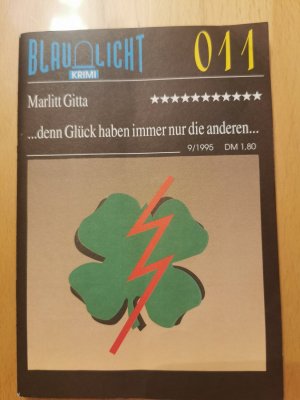 BLAULICHT
KRIMI
011
Marlitt Gitta ★★★★★★★★★★★
...denn Glück haben immer nur die anderen...
9/1995 DM 1,80